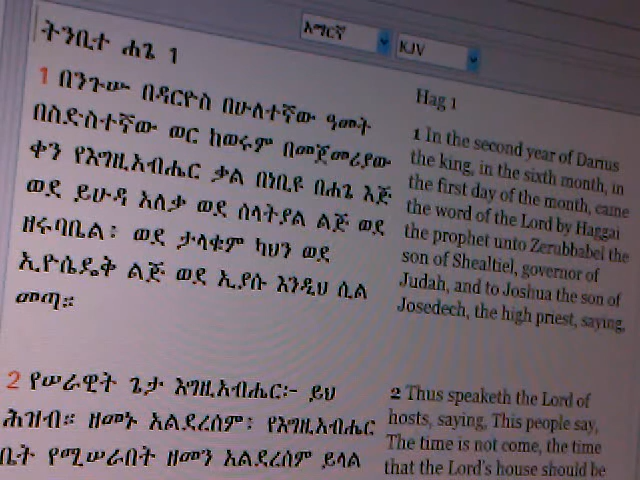 አማርኛ
KJV
ትንቢተ ሐጌ 1
1 በንጉሡ በዳርዮስ በሁለተኛው ዓመት
በስድስተኛው ወር ከወሩም በመጀመሪያው
ቀን የእግዚአብሔር ቃል በነቢዩ በሐጌ እጅ
ወደ ይሁዳ አለቃ ወደ ሰላትያል ልጅ ወደ
ዘሩባቤል፥ ወደ ታላቁም ካህን ወደ
ኢዮሴዴቅ ልጅ ወደ ኢያሱ እንዲህ ሲል
መጣ።
2 የሠራዊት ጌታ እግዚአብሔር፦ ይህ
ሕዝብ። ዘመኑ አልደረሰም፥ የእግዚአብሔር
ቤት የሚሠራበት ዘመን አልደረሰም ይላል
Hag 1
1 In the second year of Darius
the king, in the sixth month, in
the first day of the month, came
the word of the Lord by Haggai
the prophet unto Zerubbabel the
son of Shealtiel, governor of
Judah, and to Joshua the son of
Josedech, the high priest, saying,
2 Thus speaketh the Lord of
hosts, saying, This people say,
The time is not come, the time
that the Lord's house should be